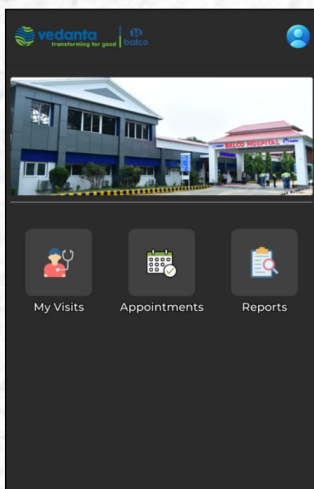 vedanta
transforming for good
balco
BALCO HOSPITAL
My Visits
Appointments
Reports